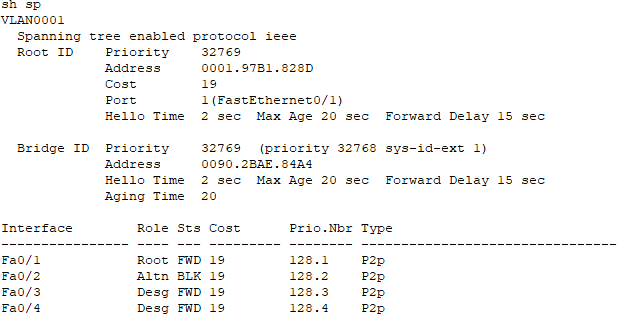 sh sp
VLAN0001
  Spanning tree enabled protocol ieee
  Root ID    Priority    32769
             Address     0001.97B1.828D
             Cost        19
             Port        1(FastEthernet0/1)
             Hello Time  2 sec  Max Age 20 sec  Forward Delay 15 sec

  Bridge ID  Priority    32769  (priority 32768 sys-id-ext 1)
             Address     0090.2BAE.84A4
             Hello Time  2 sec  Max Age 20 sec  Forward Delay 15 sec
             Aging Time  20

Interface        Role Sts Cost      Prio.Nbr Type
---------------- ---- --- --------- -------- --------------------------------
Fa0/1            Root FWD 19        128.1    P2p
Fa0/2            Altn BLK 19        128.2    P2p
Fa0/3            Desg FWD 19        128.3    P2p
Fa0/4            Desg FWD 19        128.4    P2p